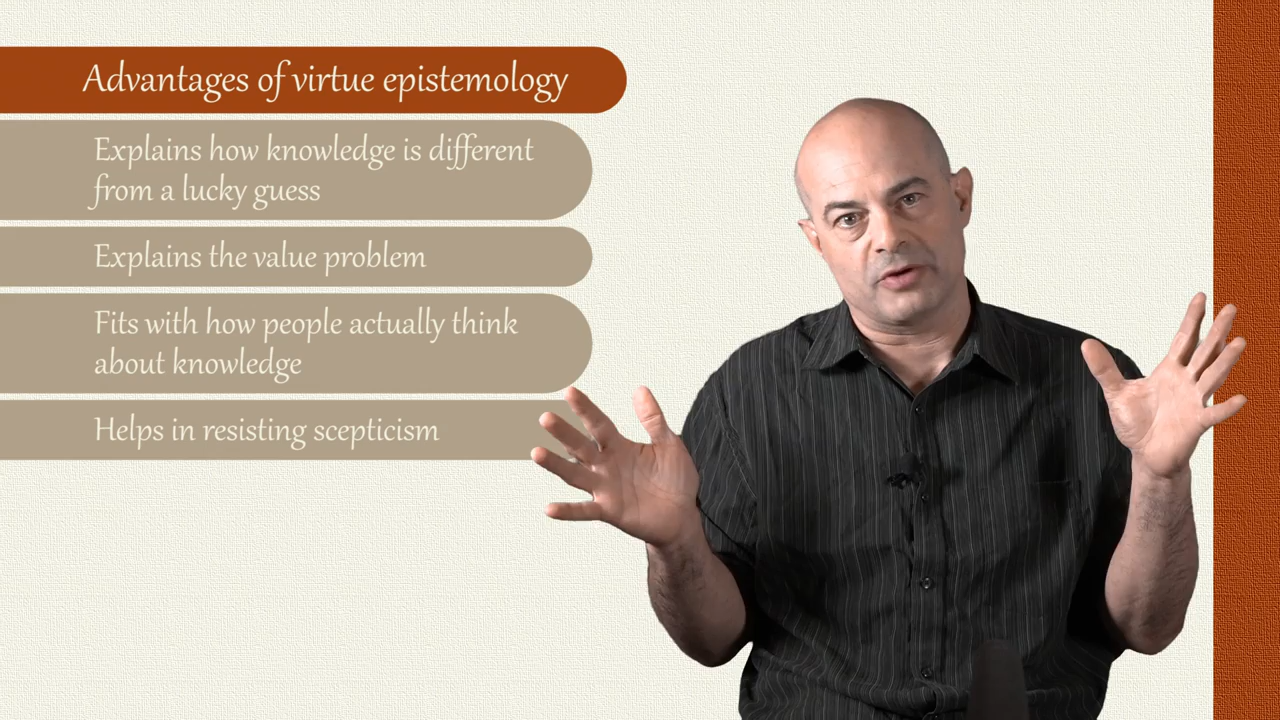 Advantages of virtue epistemology
Explains how knowledge is different
from a lucky guess
Explains the value problem
Fits with how people actually think
about knowledge
Helps in resisting scepticism